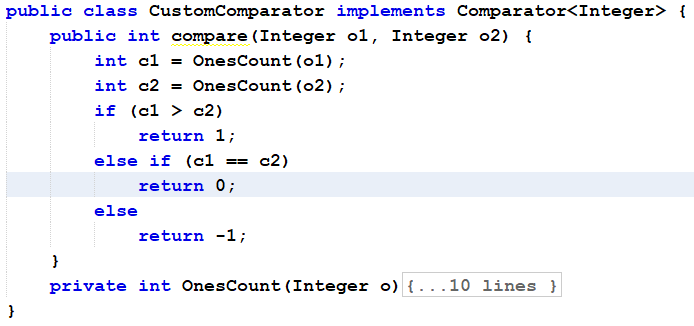 public class CustomComparator implements Comparator<Integer> {
    public int compare(Integer o1, Integer o2) {
        int c1 = OnesCount(o1);
        int c2 = OnesCount(o2);
        if (c1 > c2)
            return 1;
        else if (c1 == c2)
            return 0;
        else
            return -1;
    }
    private int OnesCount(Integer o){...10 lines }
}